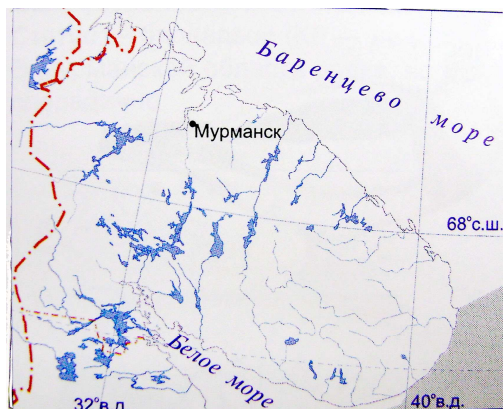 Баренцево море
Мурманск
68°с.ш.
Белое море
32°в.д.
40°в.д.